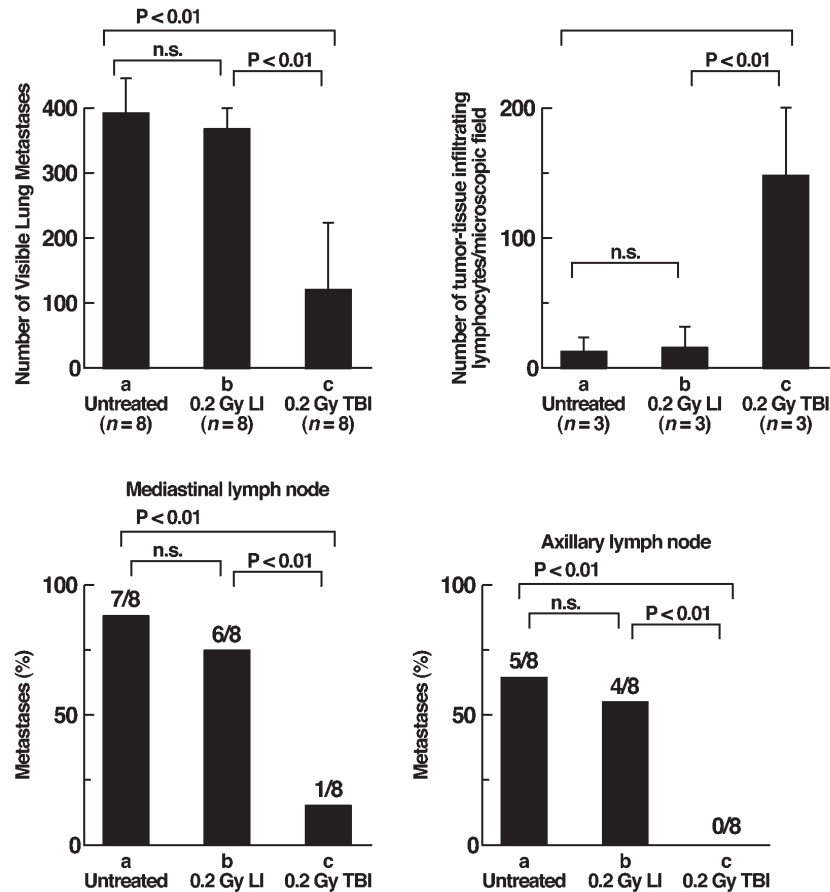 P < 0.01
n.s.
P < 0.01
Number of Visible Lung Metastases
400
300
200
100
0
a b c
Untreated 0.2 Gy LI 0.2 Gy TBI
(n = 8) (n = 8) (n = 8)
P < 0.01
n.s.
Number of tumor-tissue infiltrating
lymphocytes/microscopic field
200
100
0
a b c
Untreated 0.2 Gy LI 0.2 Gy TBI
(n = 3) (n = 3) (n = 3)
Mediastinal lymph node
P < 0.01
n.s.
P < 0.01
Metastases (%)
100
50
0
7/8
6/8
1/8
a b c
Untreated 0.2 Gy LI 0.2 Gy TBI
Axillary lymph node
P < 0.01
n.s.
P < 0.01
Metastases (%)
100
50
0
5/8
4/8
0/8
a b c
Untreated 0.2 Gy LI 0.2 Gy TBI